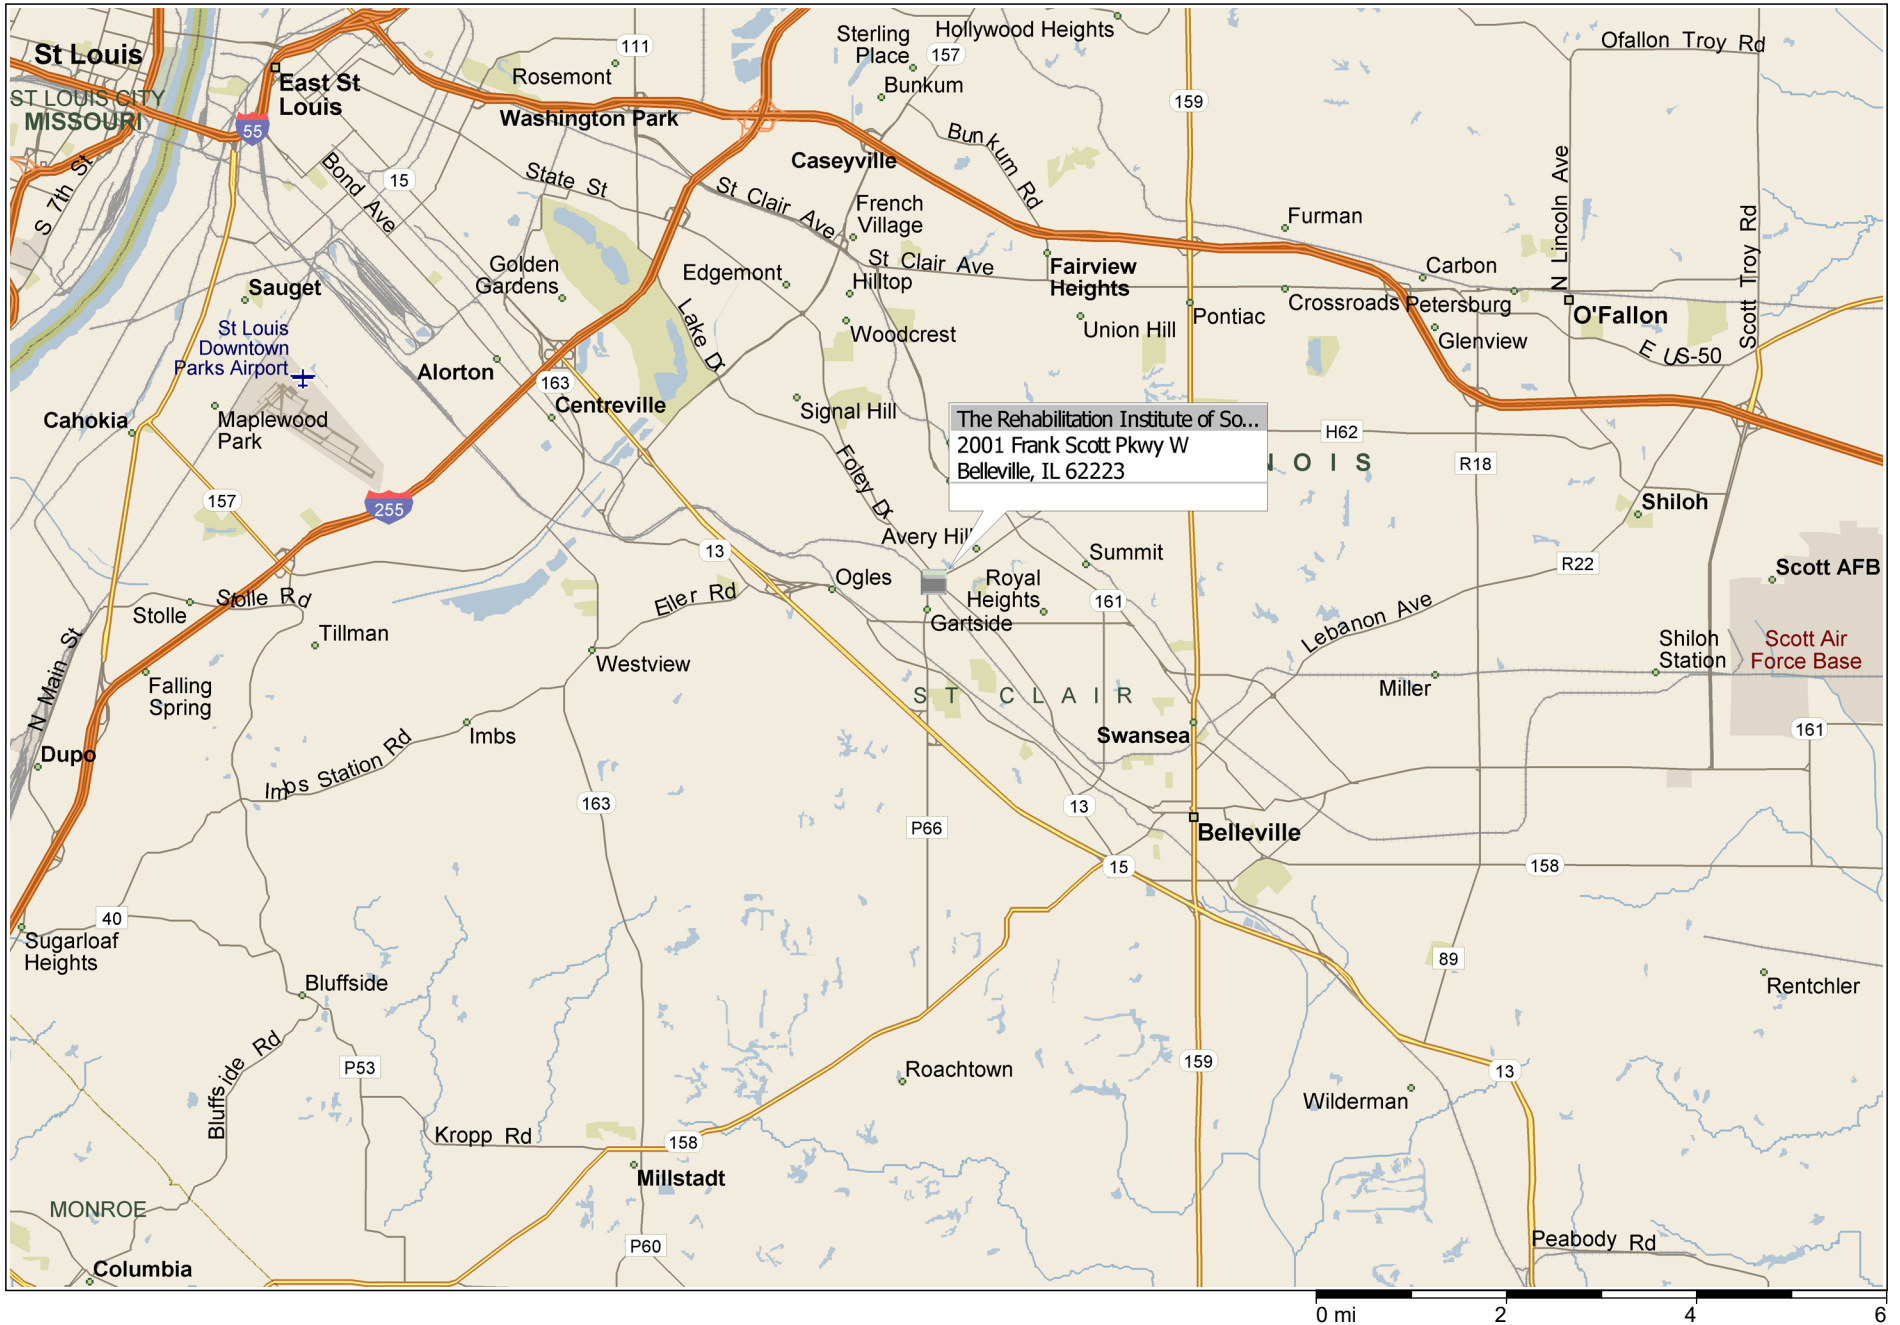 Hollywood Heights
Sterling
Place
157
Bunkum
111
Rosemont
Ofallon Troy Rd
St Louis
East St
Louis
ST LOUIS CITY
MISSOURI
55
Washington Park
159
Bunkum Rd
Caseyville
S 7th St
Bond Ave
15
State St
St Clair Ave
French
Village
Furman
N Lincoln Ave
Scott Troy Rd
Golden
Gardens
Edgemont
St Clair Ave
Hilltop
Fairview
Heights
Carbon
Sauget
Crossroads
Petersburg
O'Fallon
St Louis
Downtown
Parks Airport
Lake Dr
Woodcrest
Union Hill
Pontiac
Glenview
E US-50
Alorton
163
Centreville
Signal Hill
Cahokia
Maplewood
Park
The Rehabilitation Institute of So...
2001 Frank Scott Pkwy W
Belleville, IL 62223
H62
NOIS
R18
Foley Dr
157
255
Shiloh
Avery Hill
13
Summit
R22
Scott AFB
Ogles
Royal
Heights
Eiler Rd
161
Lebanon Ave
Stolle
Stolle Rd
Gartside
Tillman
Westview
Shiloh
Station
Scott Air
Force Base
N Main St
Falling
Spring
ST CLAIR
Miller
Imbs
Swansea
161
Dupo
Imbs Station Rd
163
13
P66
Belleville
15
158
40
Sugarloaf
Heights
89
Bluffside
Rentchler
Bluffside Rd
P53
Roachtown
159
13
Wilderman
Kropp Rd
158
Millstadt
MONROE
P60
Peabody Rd
Columbia
0 mi 2 4 6